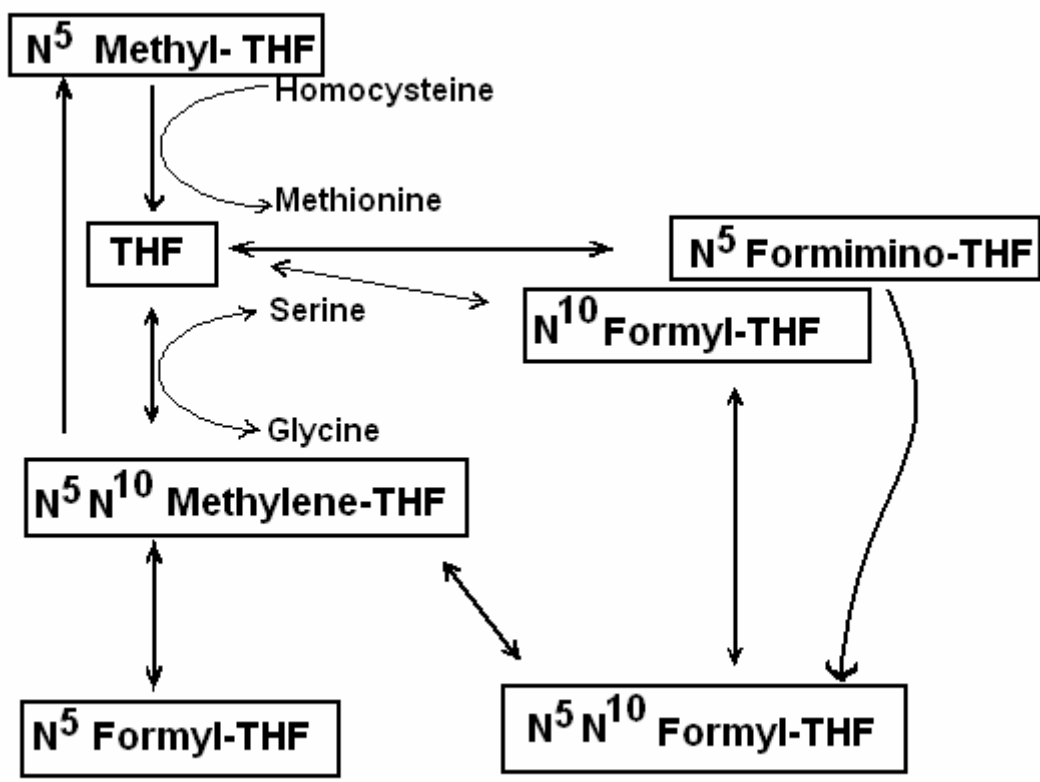 N⁵ Methyl- THF
Homocysteine
Methionine
THF
N⁵ Formimino-THF
Serine
N¹⁰ Formyl-THF
Glycine
N⁵ N¹⁰ Methylene-THF
N⁵ Formyl-THF
N⁵ N¹⁰ Formyl-THF